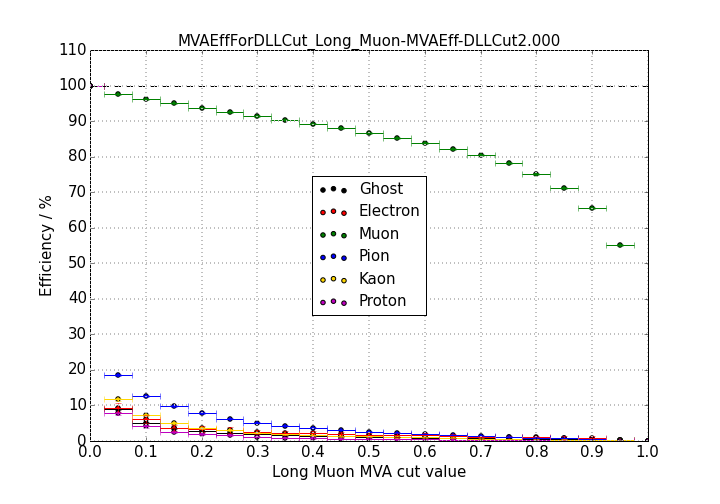 MVAEffForDLLCut_Long_Muon-MVAEff-DLLCut2.000
110
100
90
80
70
60
50
40
30
20
10
0
Efficiency / %
Ghost
Electron
Muon
Pion
Kaon
Proton
0.0 0.1 0.2 0.3 0.4 0.5 0.6 0.7 0.8 0.9 1.0
Long Muon MVA cut value